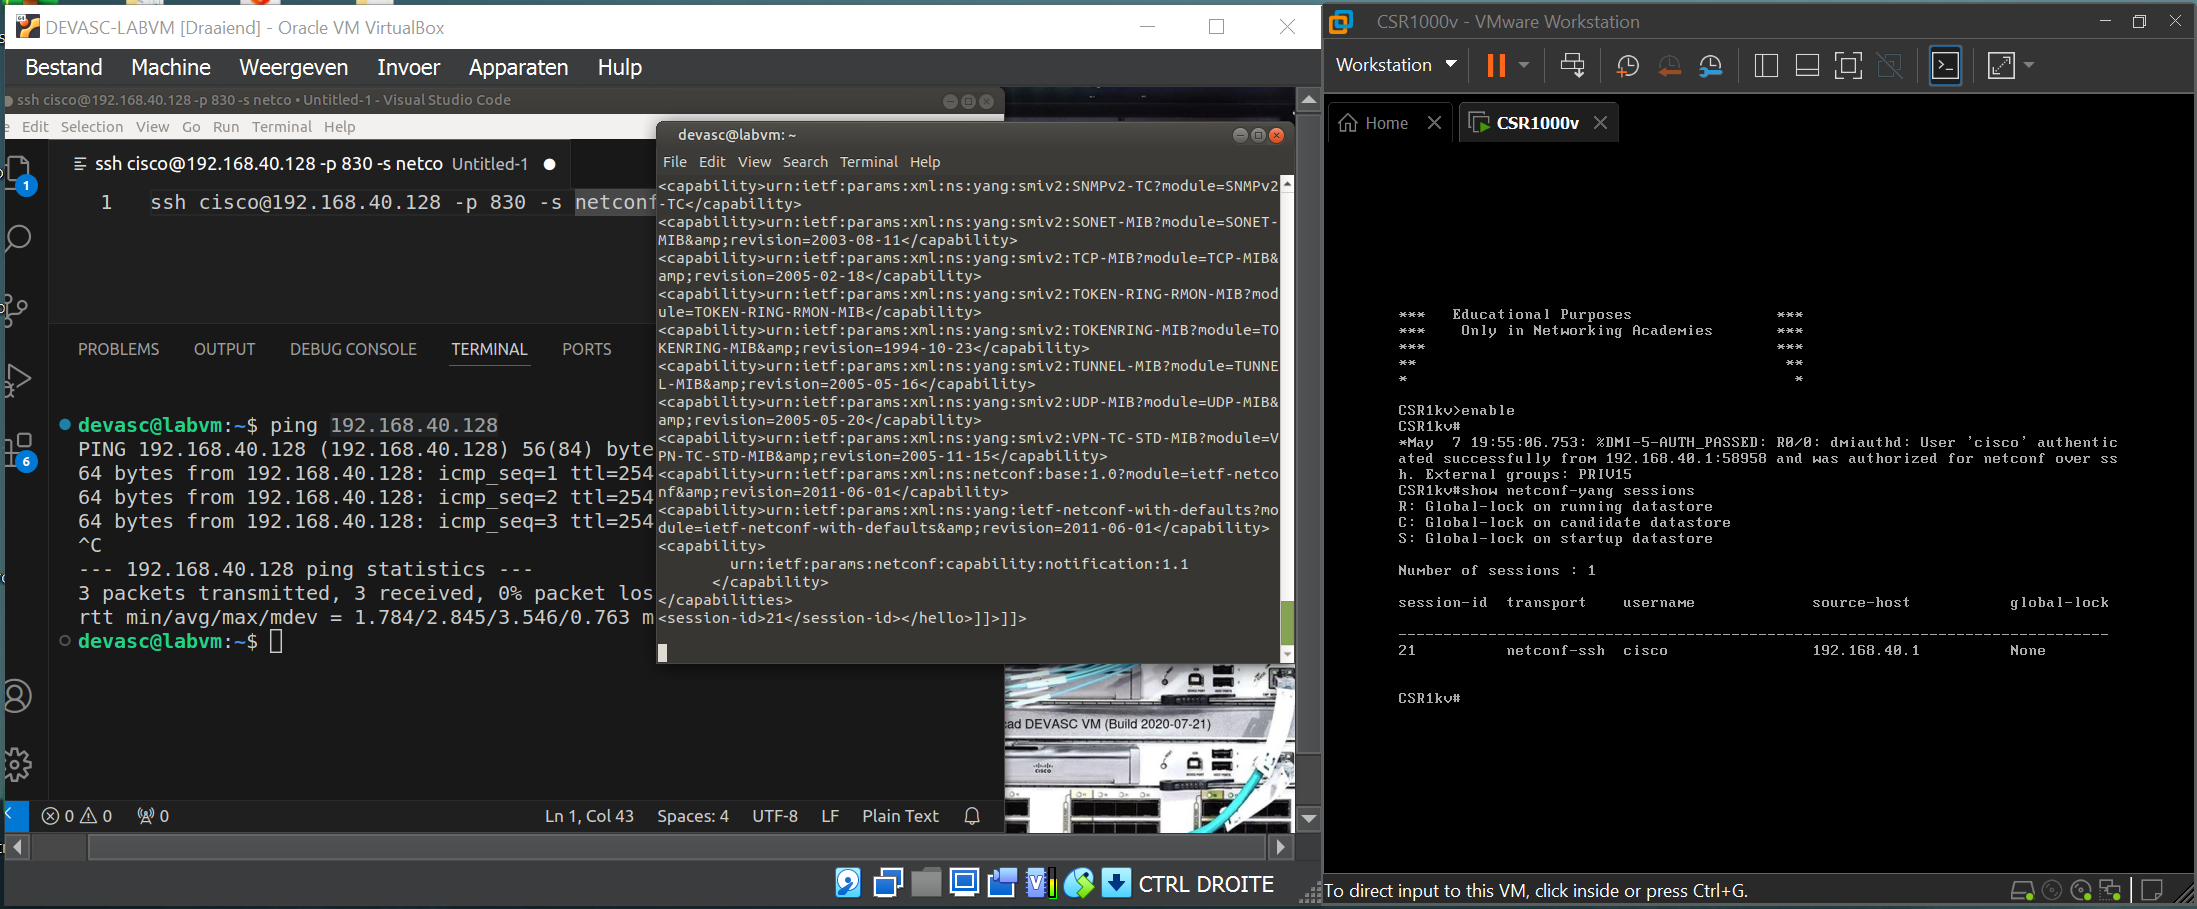 DEVASC-LABVM [Draaiend] - Oracle VM VirtualBox
Bestand Machine Weergeven Invoer Apparaten Hulp
ssh cisco@192.168.40.128 -p 830 -s netco • Untitled-1 - Visual Studio Code
Edit Selection View Go Run Terminal Help
ssh cisco@192.168.40.128 -p 830 -s netco Untitled-1
1 ssh cisco@192.168.40.128 -p 830 -s netconf
1
6
PROBLEMS OUTPUT DEBUG CONSOLE TERMINAL PORTS
devasc@labvm:~$ ping 192.168.40.128
PING 192.168.40.128 (192.168.40.128) 56(84) byte
64 bytes from 192.168.40.128: icmp_seq=1 ttl=254
64 bytes from 192.168.40.128: icmp_seq=2 ttl=254
64 bytes from 192.168.40.128: icmp_seq=3 ttl=254
^C
--- 192.168.40.128 ping statistics ---
3 packets transmitted, 3 received, 0% packet los
rtt min/avg/max/mdev = 1.784/2.845/3.546/0.763 m
devasc@labvm:~$
0 0 0 Ln 1, Col 43 Spaces: 4 UTF-8 LF Plain Text
devasc@labvm: ~
File Edit View Search Terminal Help
<capability>urn:ietf:params:xml:ns:yang:smiv2:SNMPv2-TC?module=SNMPv2
-TC</capability>
<capability>urn:ietf:params:xml:ns:yang:smiv2:SONET-MIB?module=SONET-
MIB&amp;revision=2003-08-11</capability>
<capability>urn:ietf:params:xml:ns:yang:smiv2:TCP-MIB?module=TCP-MIB&
amp;revision=2005-02-18</capability>
<capability>urn:ietf:params:xml:ns:yang:smiv2:TOKEN-RING-RMON-MIB?mod
ule=TOKEN-RING-RMON-MIB</capability>
<capability>urn:ietf:params:xml:ns:yang:smiv2:TOKENRING-MIB?module=TO
KENRING-MIB&amp;revision=1994-10-23</capability>
<capability>urn:ietf:params:xml:ns:yang:smiv2:TUNNEL-MIB?module=TUNNE
L-MIB&amp;revision=2005-05-16</capability>
<capability>urn:ietf:params:xml:ns:yang:smiv2:UDP-MIB?module=UDP-MIB&
amp;revision=2005-05-20</capability>
<capability>urn:ietf:params:xml:ns:yang:smiv2:VPN-TC-STD-MIB?module=V
PN-TC-STD-MIB&amp;revision=2005-11-15</capability>
<capability>urn:ietf:params:xml:ns:netconf:base:1.0?module=ietf-netco
nf&amp;revision=2011-06-01</capability>
<capability>urn:ietf:params:xml:ns:yang:ietf-netconf-with-defaults?mo
dule=ietf-netconf-with-defaults&amp;revision=2011-06-01</capability>
<capability>
urn:ietf:params:netconf:capability:notification:1.1
</capability>
</capabilities>
<session-id>21</session-id></hello>]]>]]>
cad DEVASC VM (Build 2020-07-21)
cisco
CTRL DROITE
CSR1000v - VMware Workstation
Workstation
Home CSR1000v
*** Educational Purposes ***
*** Only in Networking Academies ***
*** ***
** **
* *
CSR1kv>enable
CSR1kv#
*May 7 19:55:06.753: %DMI-5-AUTH_PASSED: R0/0: dmiauthd: User 'cisco' authentic
ated successfully from 192.168.40.1:58958 and was authorized for netconf over ss
h. External groups: PRIV15
CSR1kv#show netconf-yang sessions
R: Global-lock on running datastore
C: Global-lock on candidate datastore
S: Global-lock on startup datastore
Number of sessions : 1
session-id transport username source-host global-lock
-------------------------------------------------------------------------------
21 netconf-ssh cisco 192.168.40.1 None
CSR1kv#
To direct input to this VM, click inside or press Ctrl+G.